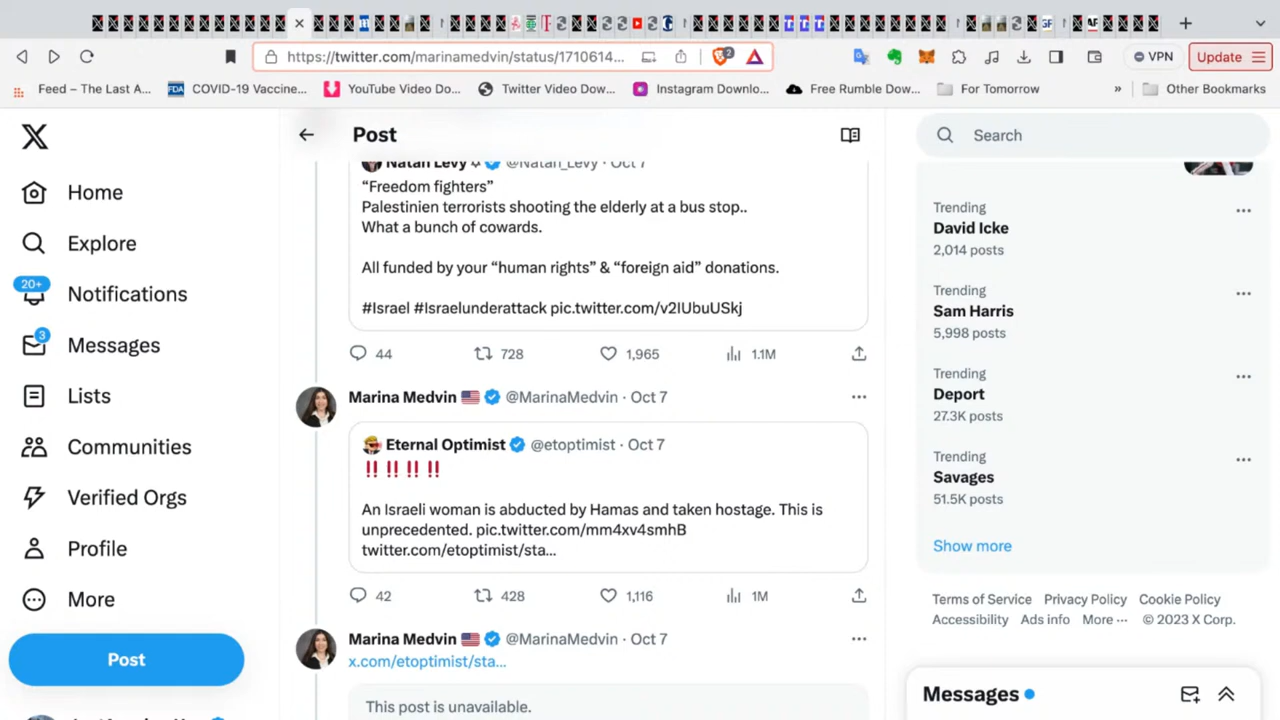 https://twitter.com/marinamedvin/status/1710614...
2
VPN
Update
Feed – The Last A...
COVID-19 Vaccine...
YouTube Video Do...
Twitter Video Dow...
Instagram Downlo...
Free Rumble Dow...
For Tomorrow
»
Other Bookmarks
Home
Explore
20+
Notifications
3
Messages
Lists
Communities
Verified Orgs
Profile
More
Post
Post
Natan Levy @Natan_Levy · Oct 7
“Freedom fighters”
Palestinien terrorists shooting the elderly at a bus stop..
What a bunch of cowards.
All funded by your “human rights” & “foreign aid” donations.
#Israel #Israelunderattack pic.twitter.com/v2lUbuUSkj
44 728 1,965 1.1M
Marina Medvin 🇺🇸 @MarinaMedvin · Oct 7
Eternal Optimist @etoptimist · Oct 7
‼️ ‼️ ‼️ ‼️
An Israeli woman is abducted by Hamas and taken hostage. This is
unprecedented. pic.twitter.com/mm4xv4smhB
twitter.com/etoptimist/sta...
42 428 1,116 1M
Marina Medvin 🇺🇸 @MarinaMedvin · Oct 7
x.com/etoptimist/sta...
This post is unavailable.
Search
Trending
David Icke
2,014 posts
Trending
Sam Harris
5,998 posts
Trending
Deport
27.3K posts
Trending
Savages
51.5K posts
Show more
Terms of Service Privacy Policy Cookie Policy
Accessibility Ads info More ··· © 2023 X Corp.
Messages